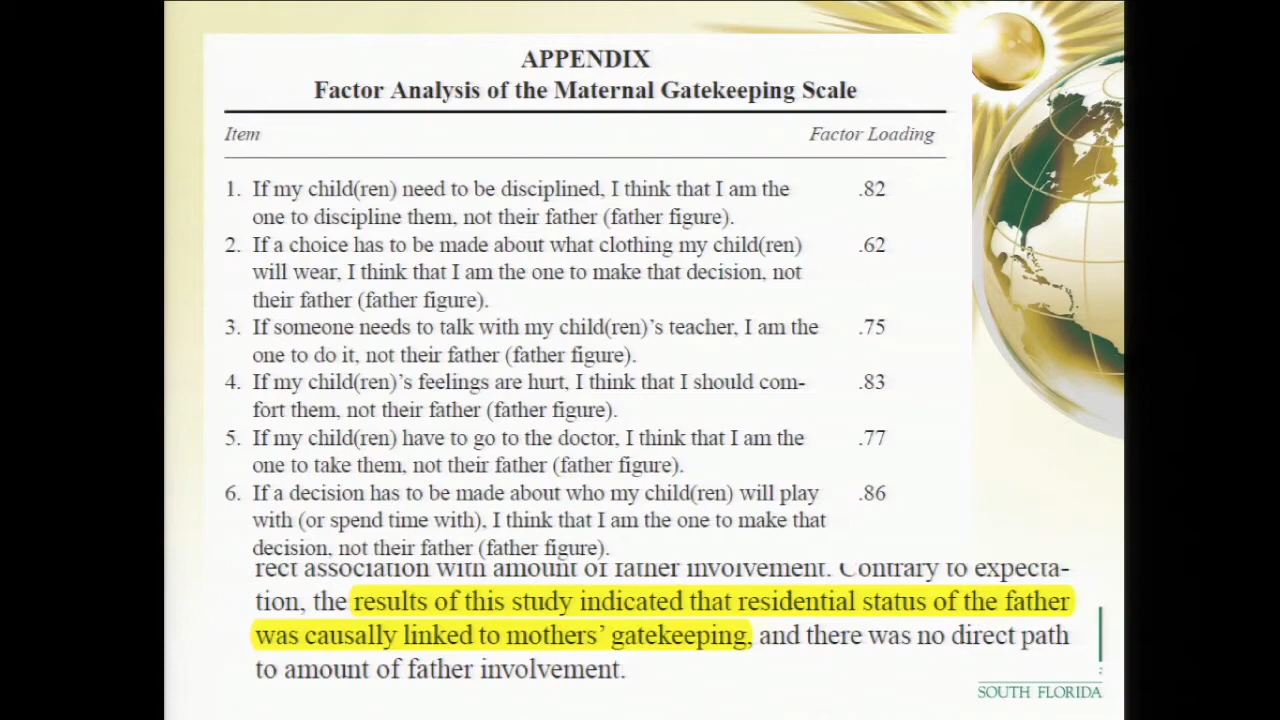 APPENDIX
Factor Analysis of the Maternal Gatekeeping Scale
Item Factor Loading
1. If my child(ren) need to be disciplined, I think that I am the .82
one to discipline them, not their father (father figure).
2. If a choice has to be made about what clothing my child(ren) .62
will wear, I think that I am the one to make that decision, not
their father (father figure).
3. If someone needs to talk with my child(ren)'s teacher, I am the .75
one to do it, not their father (father figure).
4. If my child(ren)'s feelings are hurt, I think that I should com- .83
fort them, not their father (father figure).
5. If my child(ren) have to go to the doctor, I think that I am the .77
one to take them, not their father (father figure).
6. If a decision has to be made about who my child(ren) will play .86
with (or spend time with), I think that I am the one to make that
decision, not their father (father figure).
rect association with amount of father involvement. Contrary to expecta-
tion, the results of this study indicated that residential status of the father
was causally linked to mothers' gatekeeping, and there was no direct path
to amount of father involvement.
SOUTH FLORIDA